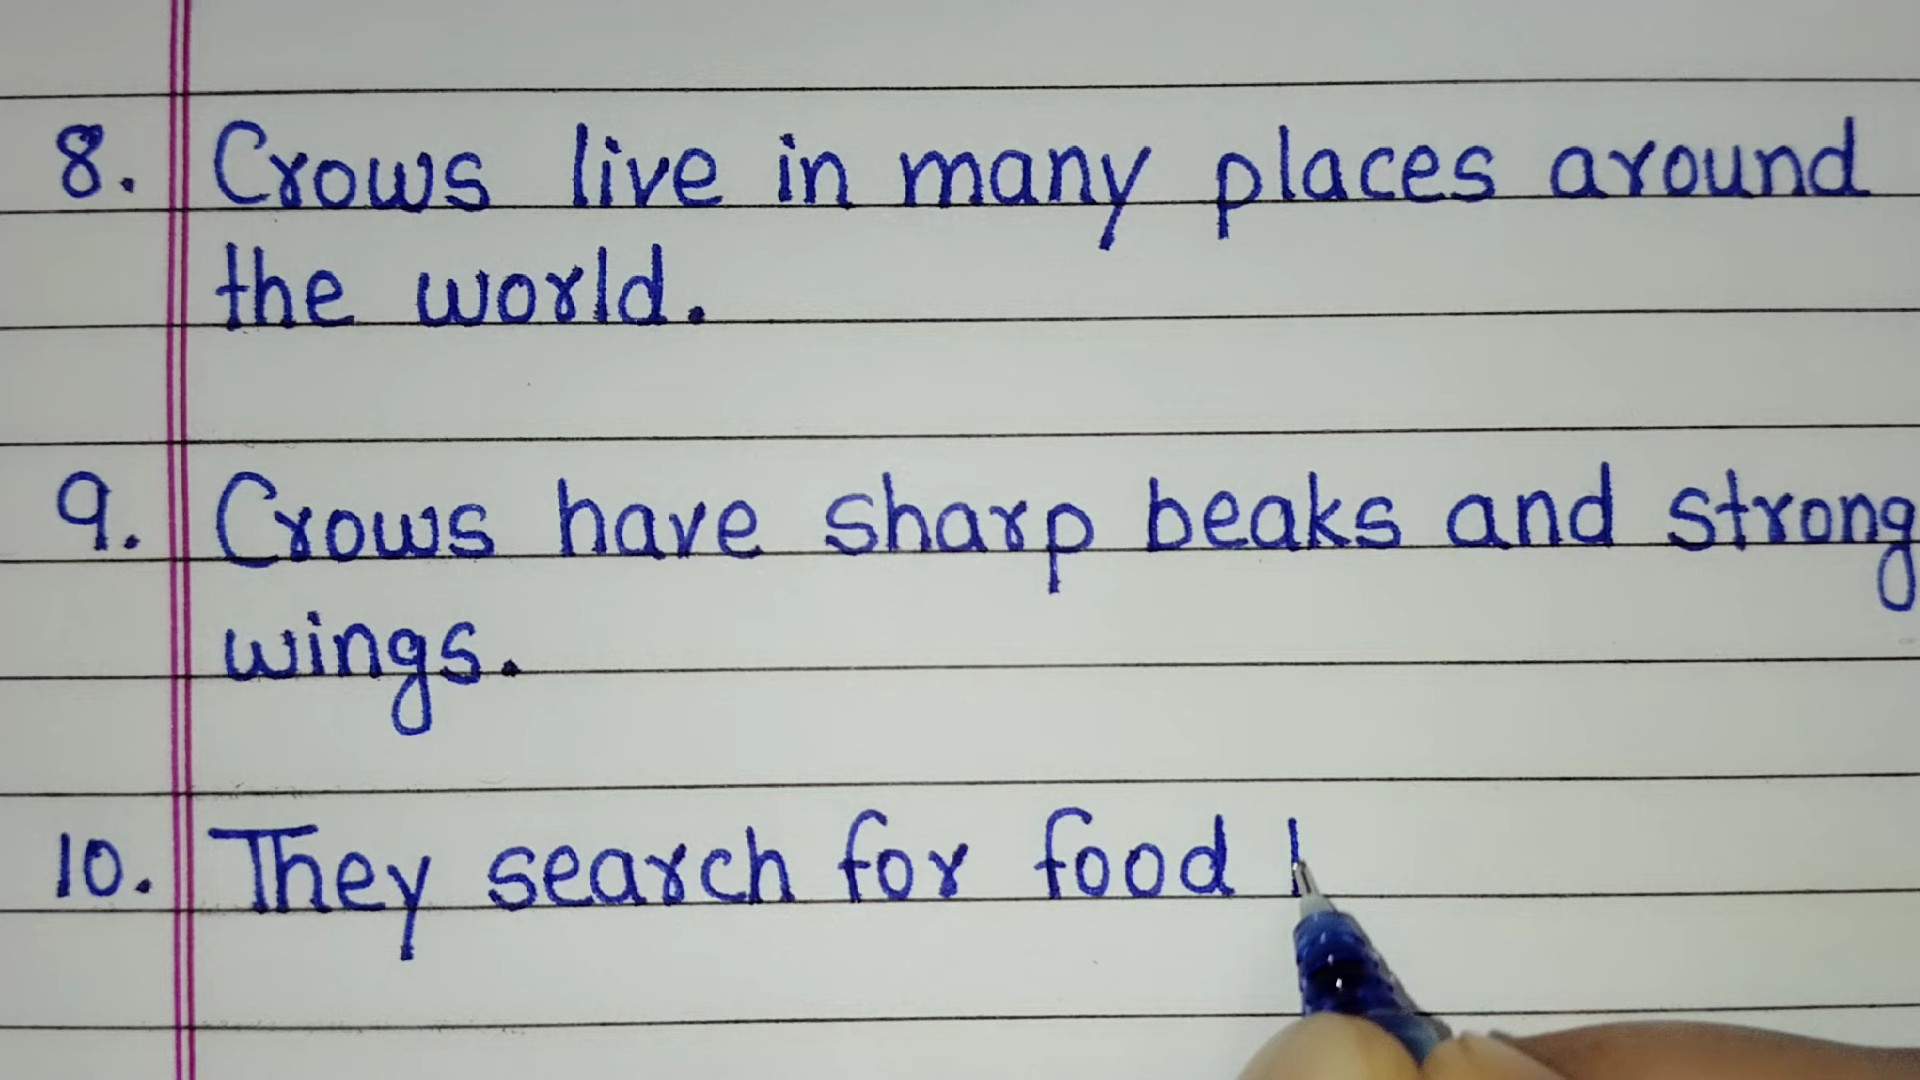 8. Crows live in many places around
the world.
9. Crows have sharp beaks and strong
wings.
10. They search for food